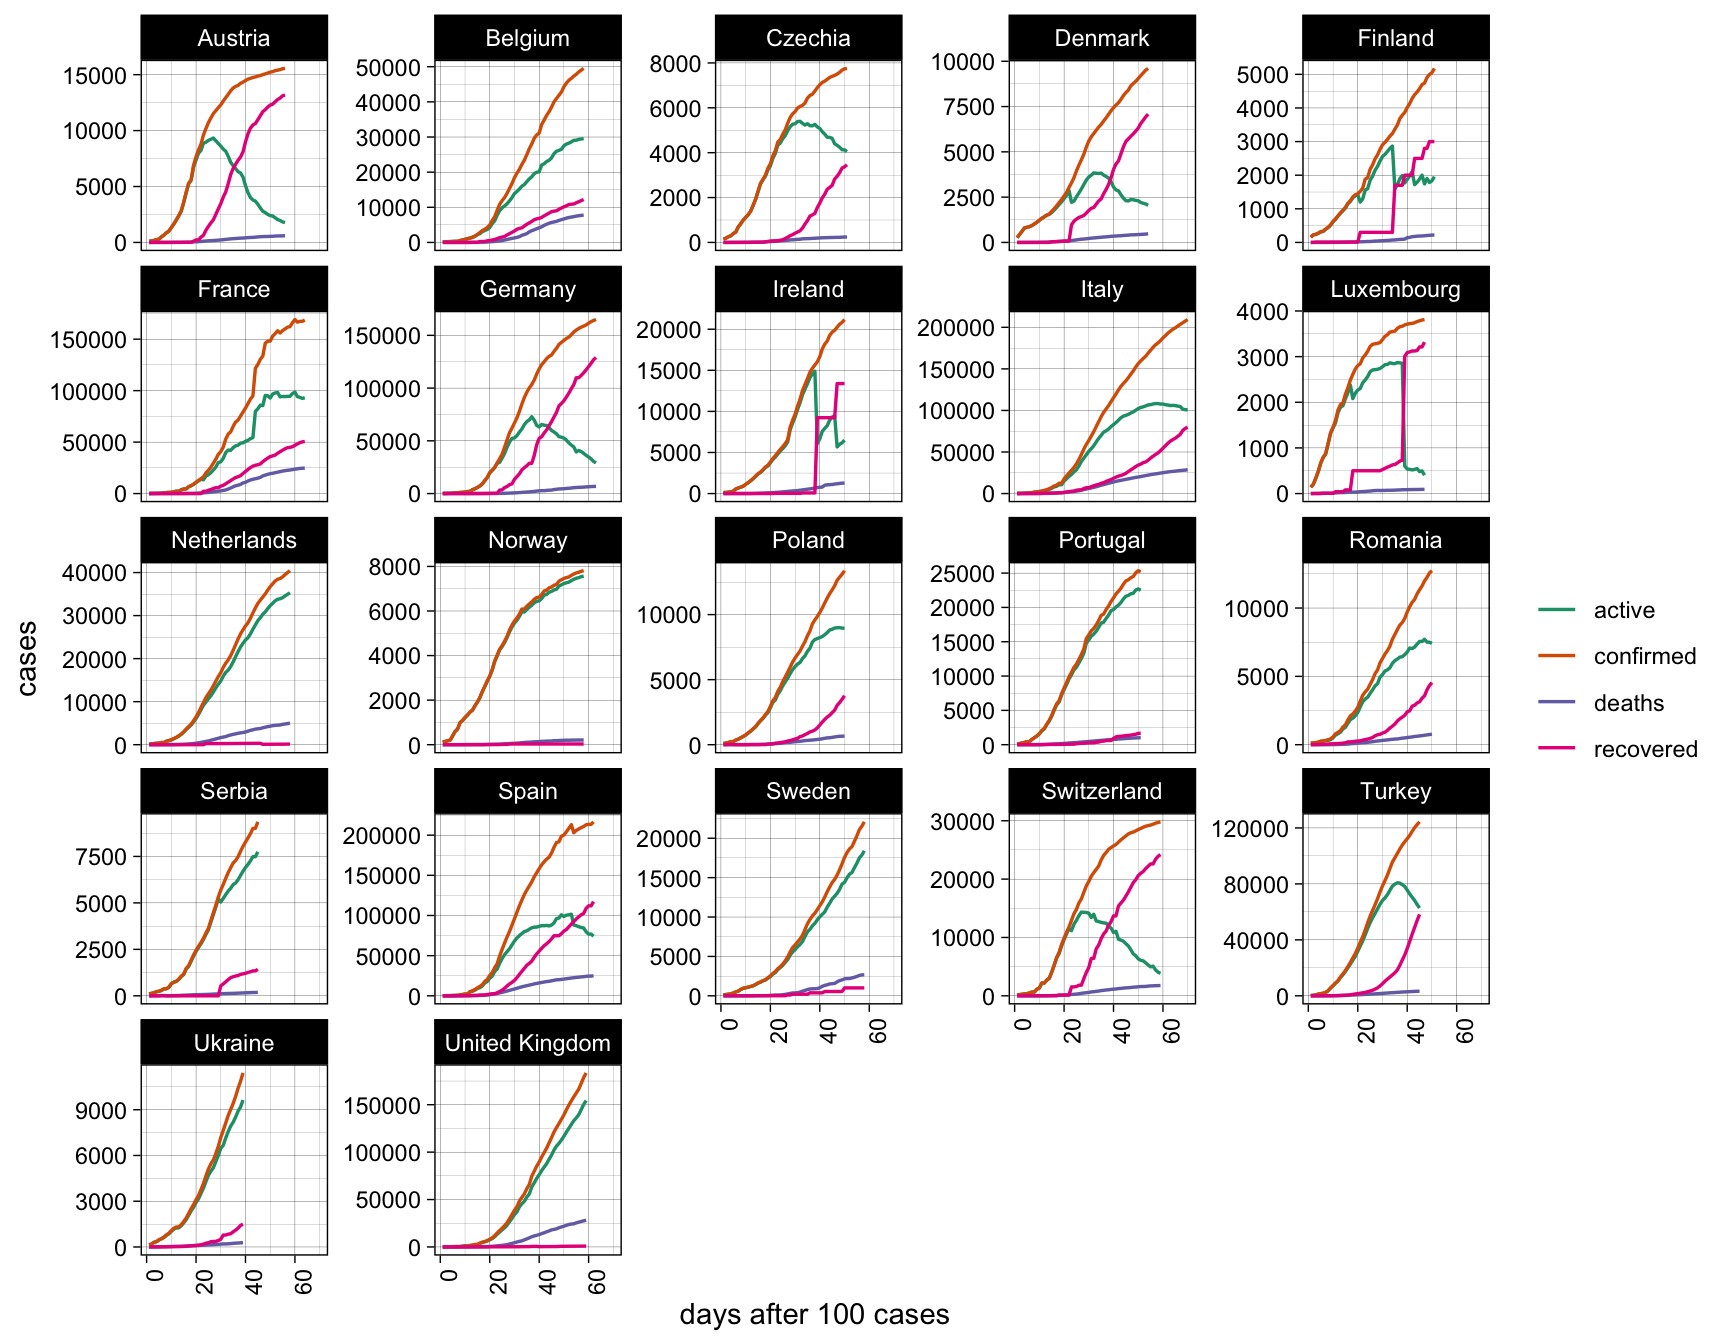 Austria Belgium Czechia Denmark Finland
15000 10000 5000 0
50000 40000 30000 20000 10000 0
8000 6000 4000 2000 0
10000 7500 5000 2500 0
5000 4000 3000 2000 1000 0
France Germany Ireland Italy Luxembourg
150000 100000 50000 0
150000 100000 50000 0
20000 15000 10000 5000 0
200000 150000 100000 50000 0
4000 3000 2000 1000 0
Netherlands Norway Poland Portugal Romania
40000 30000 20000 10000 0
8000 6000 4000 2000 0
10000 5000 0
25000 20000 15000 10000 5000 0
10000 5000 0
Serbia Spain Sweden Switzerland Turkey
7500 5000 2500 0
200000 150000 100000 50000 0
20000 15000 10000 5000 0
30000 20000 10000 0
120000 80000 40000 0
0 20 40 60
0 20 40 60
0 20 40 60
Ukraine United Kingdom
9000 6000 3000 0
150000 100000 50000 0
0 20 40 60
0 20 40 60
cases
days after 100 cases
active
confirmed
deaths
recovered